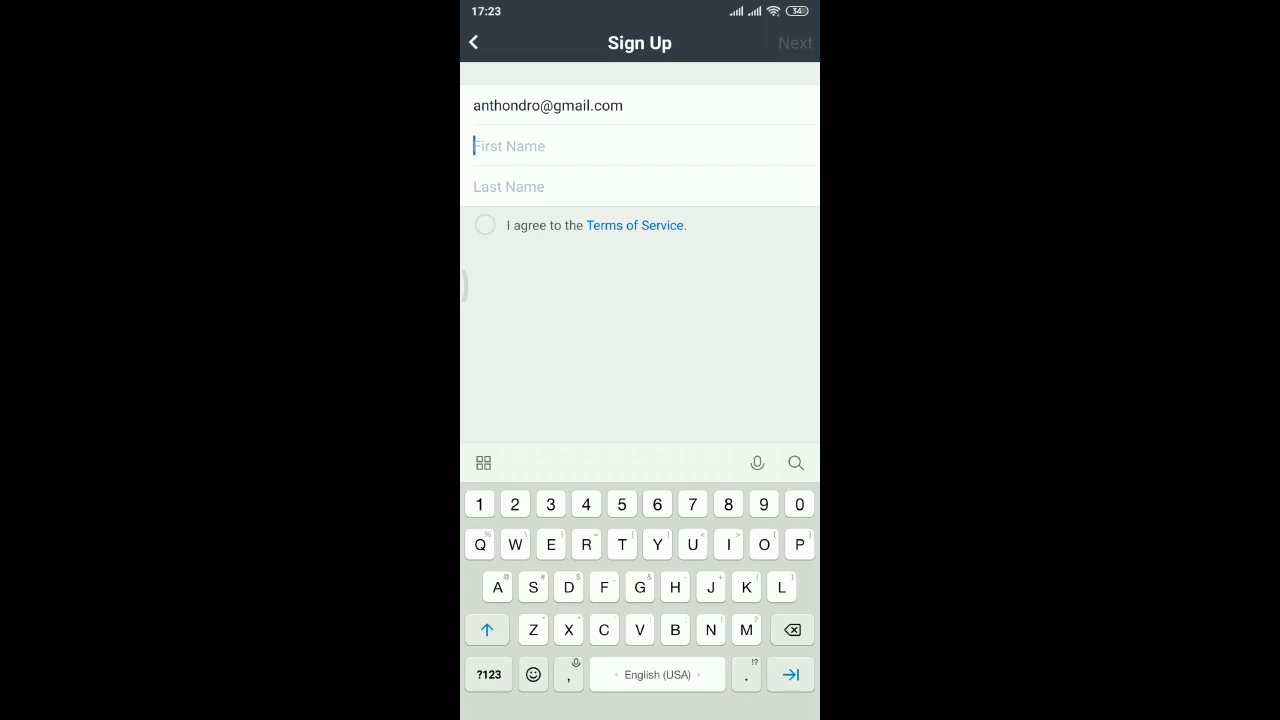 17:23
34
Sign Up
Next
anthondro@gmail.com
First Name
Last Name
I agree to the Terms of Service.
1 2 3 4 5 6 7 8 9 0
Q W E R T Y U I O P
A S D F G H J K L
Z X C V B N M
?123 , English (USA) . !?